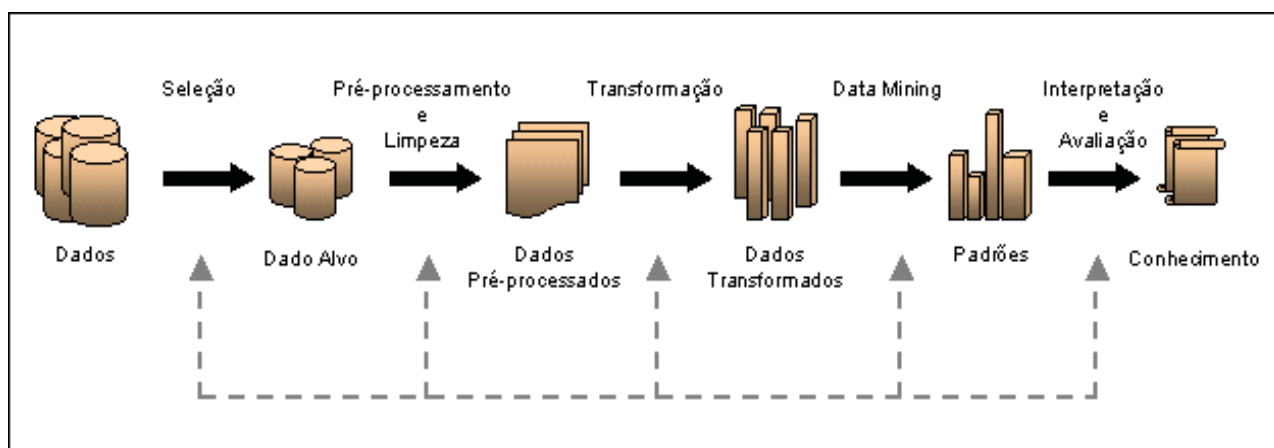 Seleção
Pré-processamento
e
Limpeza
Transformação
Data Mining
Interpretação
e
Avaliação
Dados
Dado Alvo
Dados
Pré-processados
Dados
Transformados
Padrões
Conhecimento